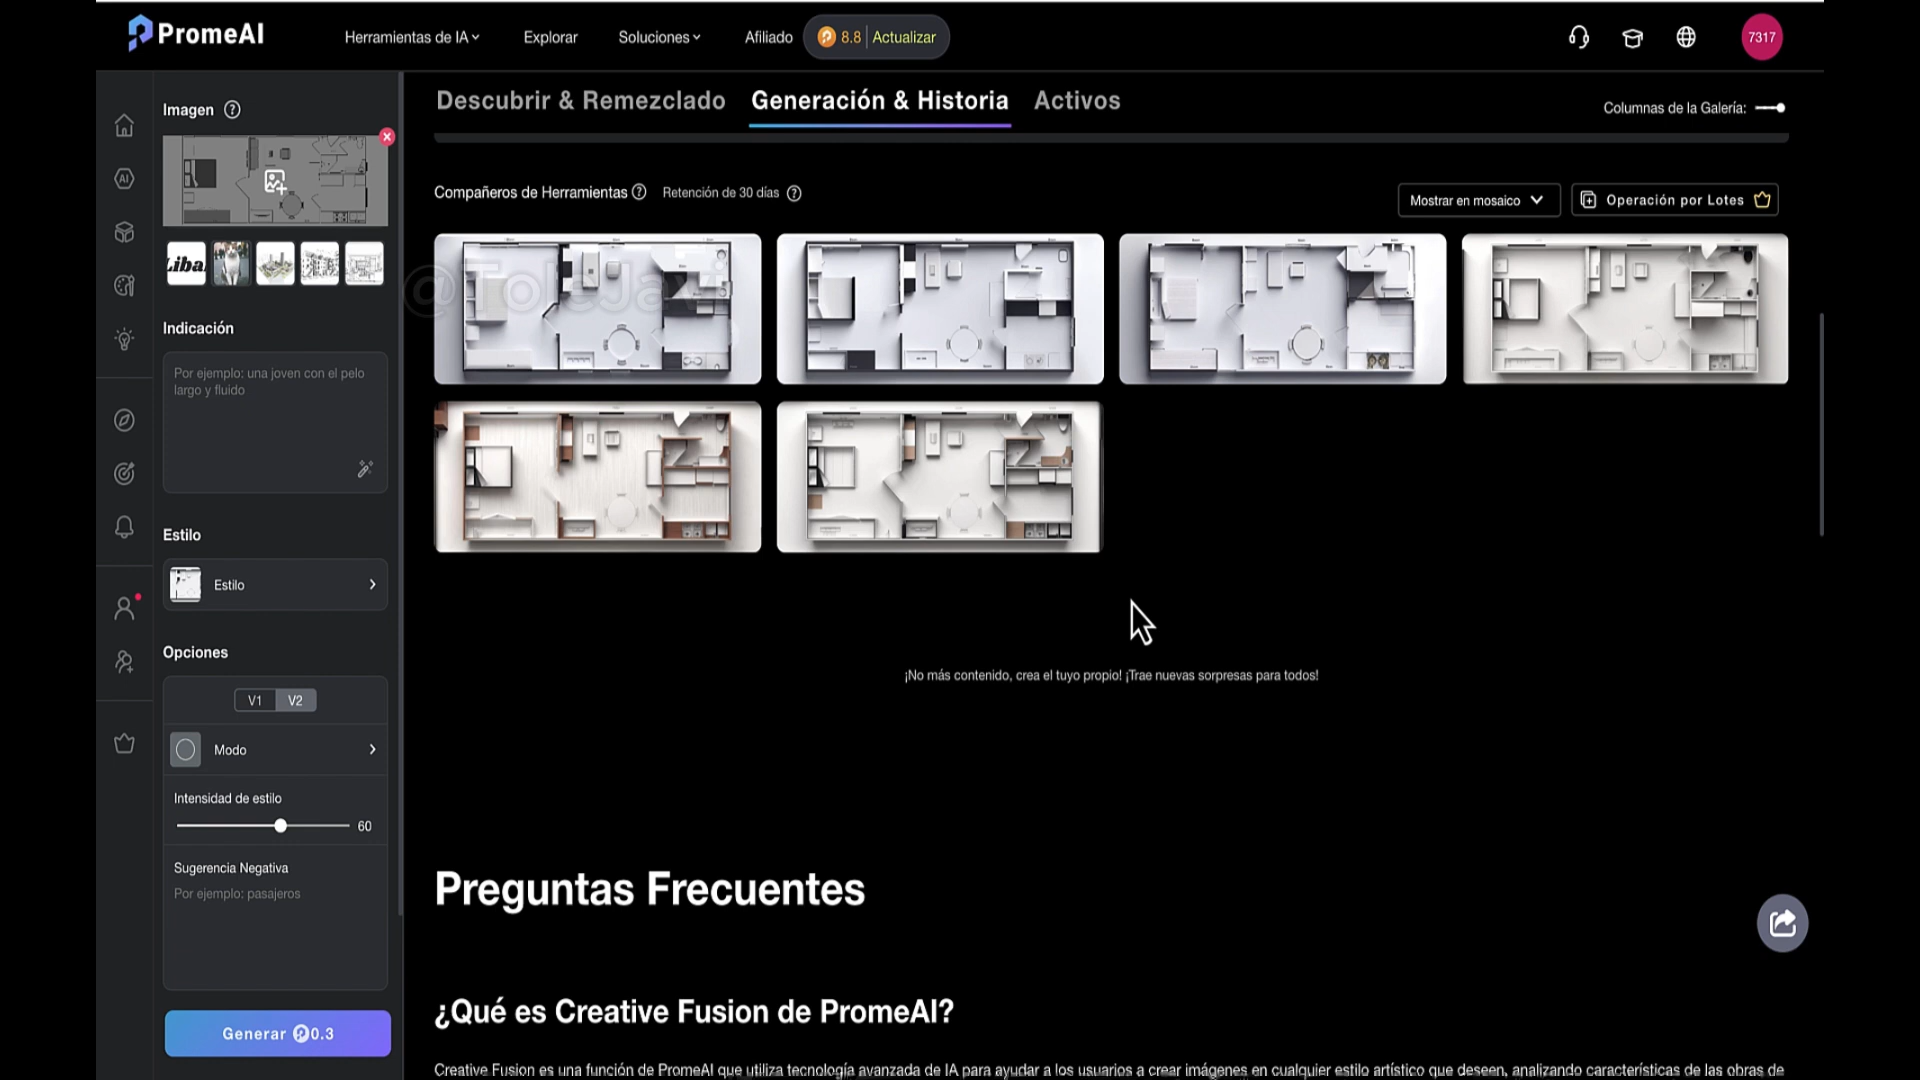 PromeAI
Herramientas de IA
Explorar
Soluciones
Afiliado
8.8
Actualizar
7317
Imagen
Descubrir & Remezclado
Generación & Historia
Activos
Columnas de la Galería:
Compañeros de Herramientas
Retención de 30 días
Mostrar en mosaico
Operación por Lotes
Liba
@ToleJavi
Indicación
Por ejemplo: una joven con el pelo
largo y fluido
Estilo
Estilo
Opciones
V1
V2
Modo
Intensidad de estilo
60
Sugerencia Negativa
Por ejemplo: pasajeros
Generar 0.3
¡No más contenido, crea el tuyo propio! ¡Trae nuevas sorpresas para todos!
Preguntas Frecuentes
¿Qué es Creative Fusion de PromeAI?
Creative Fusion es una función de PromeAI que utiliza tecnología avanzada de IA para ayudar a los usuarios a crear imágenes en cualquier estilo artístico que deseen, analizando características de las obras de